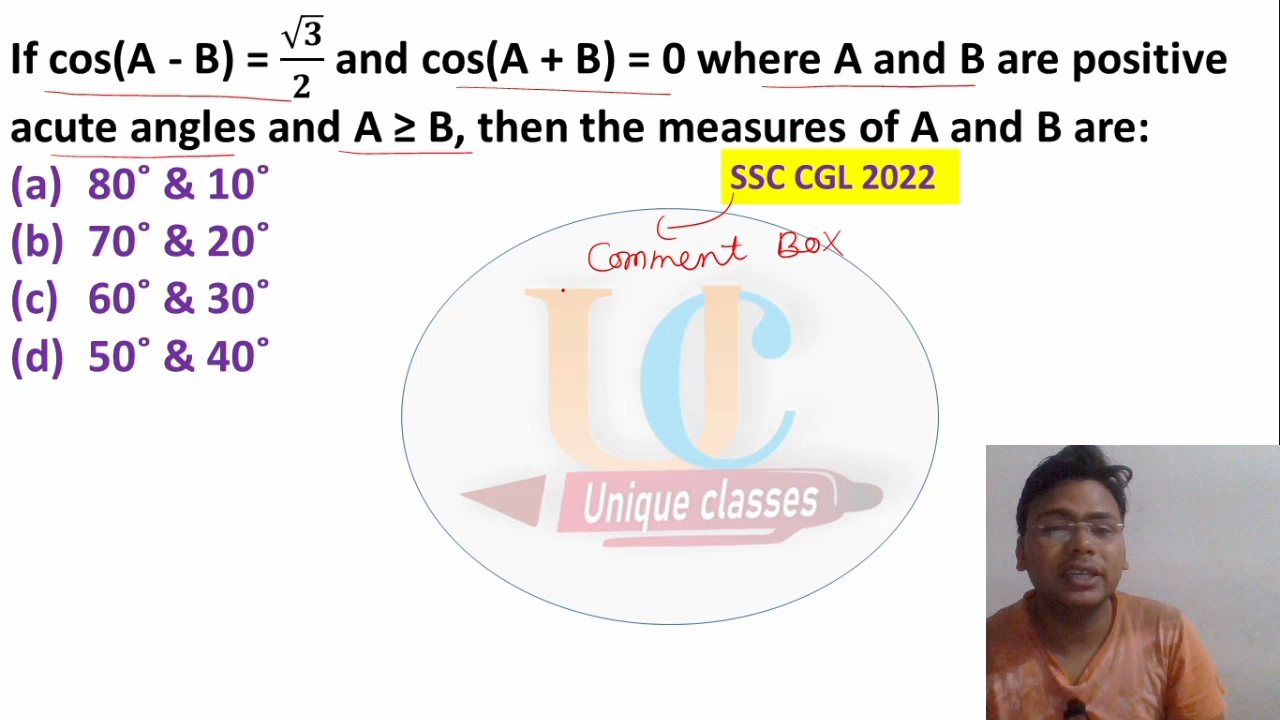 If cos(A - B) = √3/2 and cos(A + B) = 0 where A and B are positive
acute angles and A ≥ B, then the measures of A and B are:
(a) 80° & 10°
SSC CGL 2022
(b) 70° & 20°
Comment Box
(c) 60° & 30°
(d) 50° & 40°
UC
Unique classes